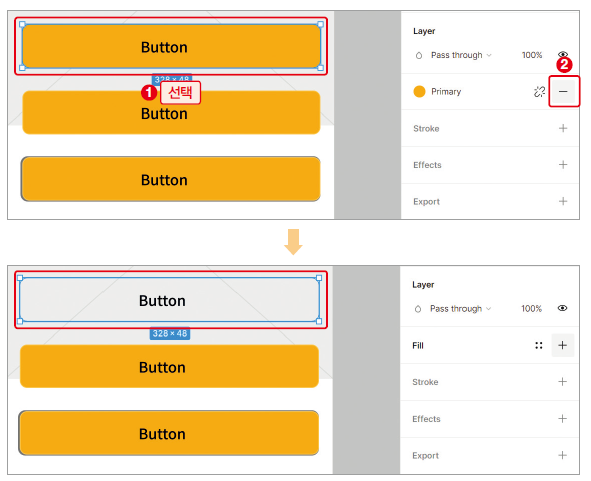 Button
Layer
Pass through
100%
2
328 × 48
1 선택
Primary
Button
Stroke
Button
Effects
Export
Layer
Button
Pass through
100%
328 × 48
Fill
Button
Stroke
Effects
Button
Export